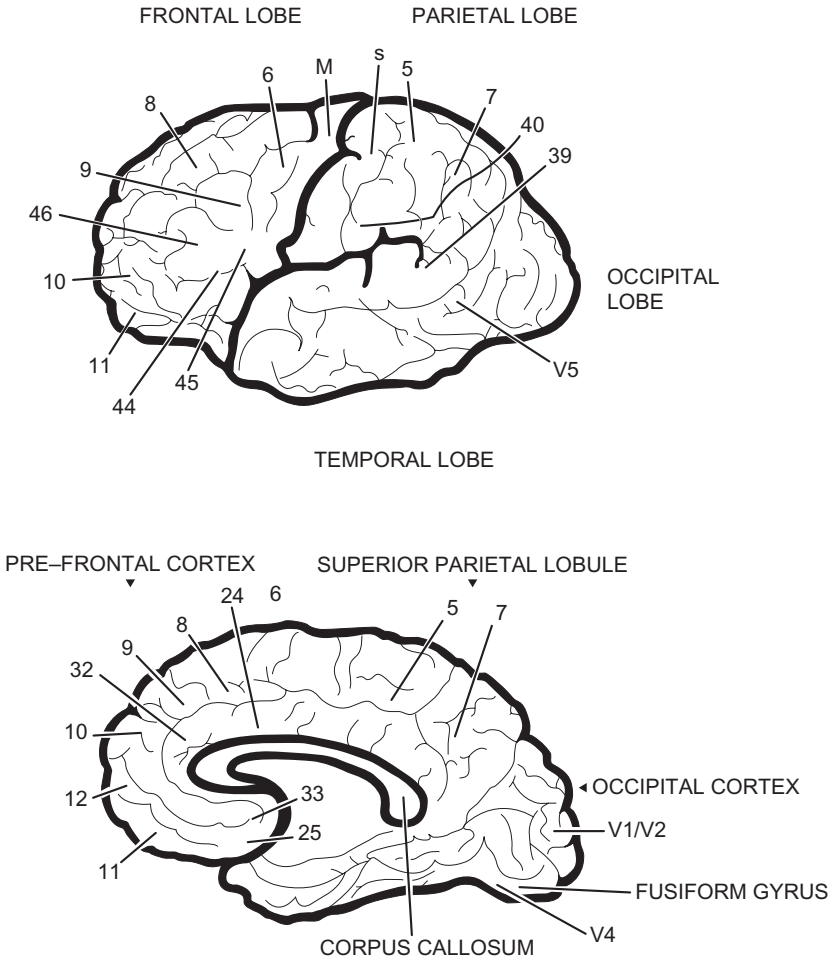 FRONTAL LOBE
PARIETAL LOBE
M
s
6
5
8
7
40
9
39
46
10
OCCIPITAL
LOBE
11
V5
45
44
TEMPORAL LOBE
PRE–FRONTAL CORTEX
SUPERIOR PARIETAL LOBULE
24
6
5
7
8
9
32
10
OCCIPITAL CORTEX
12
33
V1/V2
25
11
FUSIFORM GYRUS
V4
CORPUS CALLOSUM